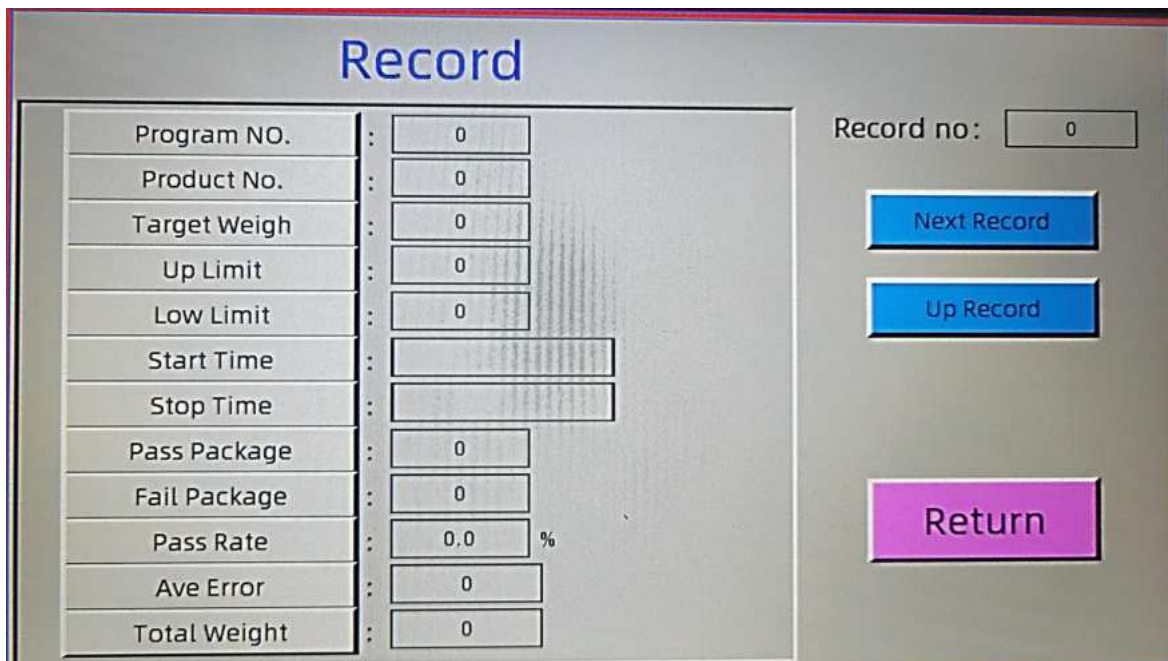 Record
Program NO. : 0
Product No. : 0
Target Weigh : 0
Up Limit : 0
Low Limit : 0
Start Time :
Stop Time :
Pass Package : 0
Fail Package : 0
Pass Rate : 0.0 %
Ave Error : 0
Total Weight : 0
Record no: 0
Next Record
Up Record
Return